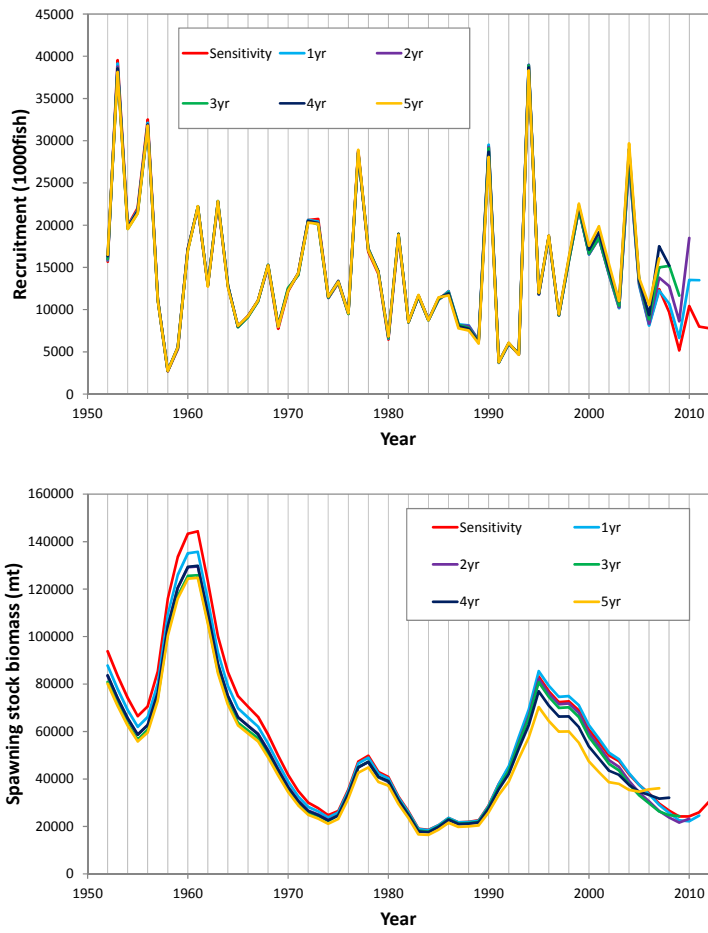 45000
40000
35000
30000
25000
20000
15000
10000
5000
0
Recruitment (1000fish)
Sensitivity 1yr 2yr
3yr 4yr 5yr
1950 1960 1970 1980 1990 2000 2010
Year
160000
140000
120000
100000
80000
60000
40000
20000
0
Spawning stock biomass (mt)
Sensitivity 1yr
2yr 3yr
4yr 5yr
1950 1960 1970 1980 1990 2000 2010
Year